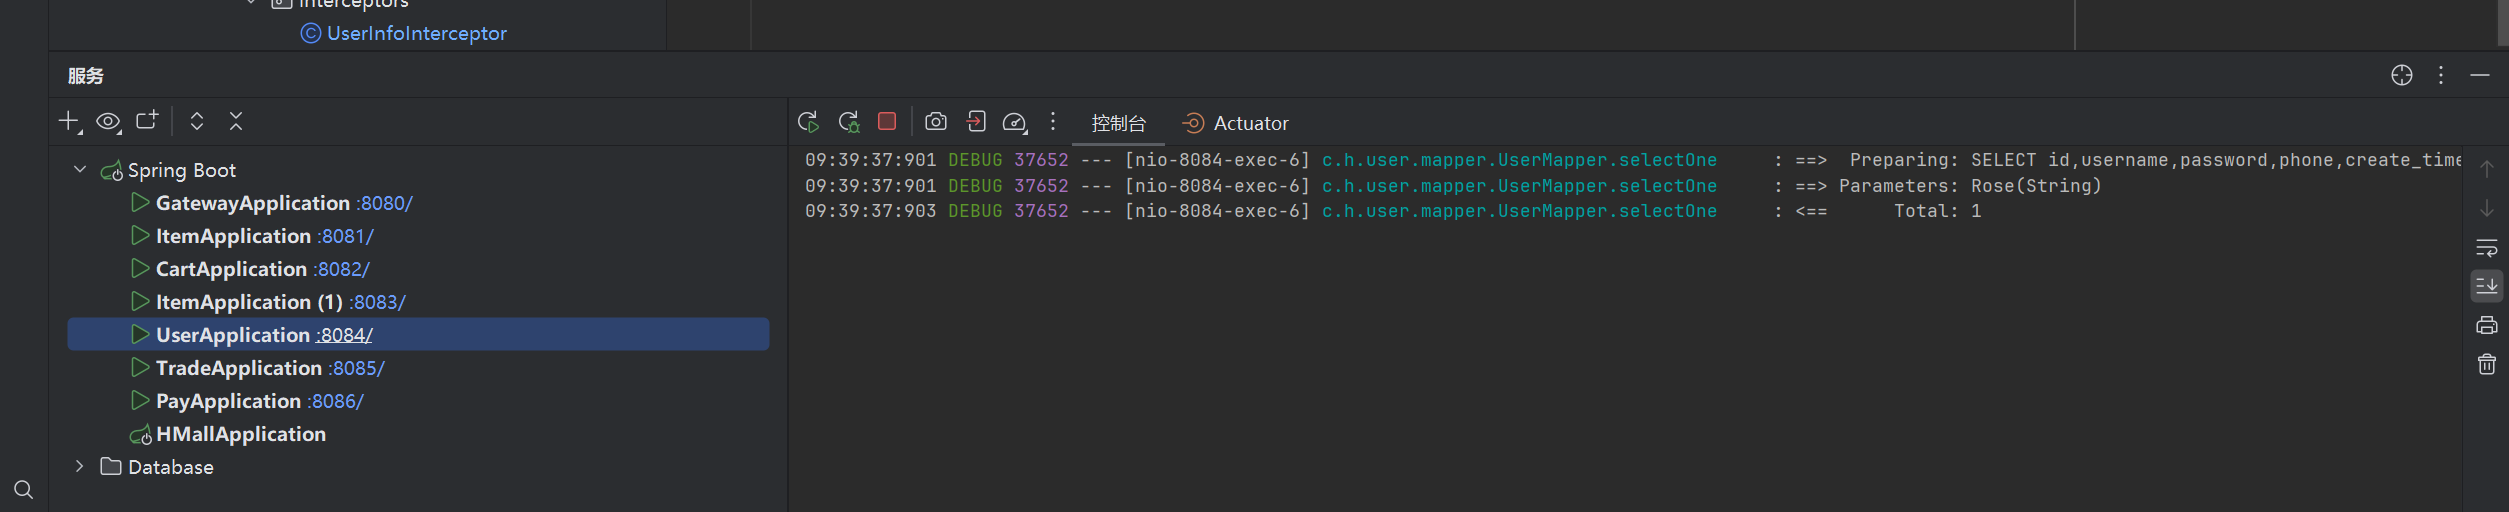 interceptors
UserInfoInterceptor
服务
控制台
Actuator
Spring Boot
GatewayApplication :8080/
ItemApplication :8081/
CartApplication :8082/
ItemApplication (1) :8083/
UserApplication :8084/
TradeApplication :8085/
PayApplication :8086/
HMallApplication
Database
09:39:37:901 DEBUG 37652 --- [nio-8084-exec-6] c.h.user.mapper.UserMapper.selectOne : ==> Preparing: SELECT id,username,password,phone,create_time
09:39:37:901 DEBUG 37652 --- [nio-8084-exec-6] c.h.user.mapper.UserMapper.selectOne : ==> Parameters: Rose(String)
09:39:37:903 DEBUG 37652 --- [nio-8084-exec-6] c.h.user.mapper.UserMapper.selectOne : <== Total: 1